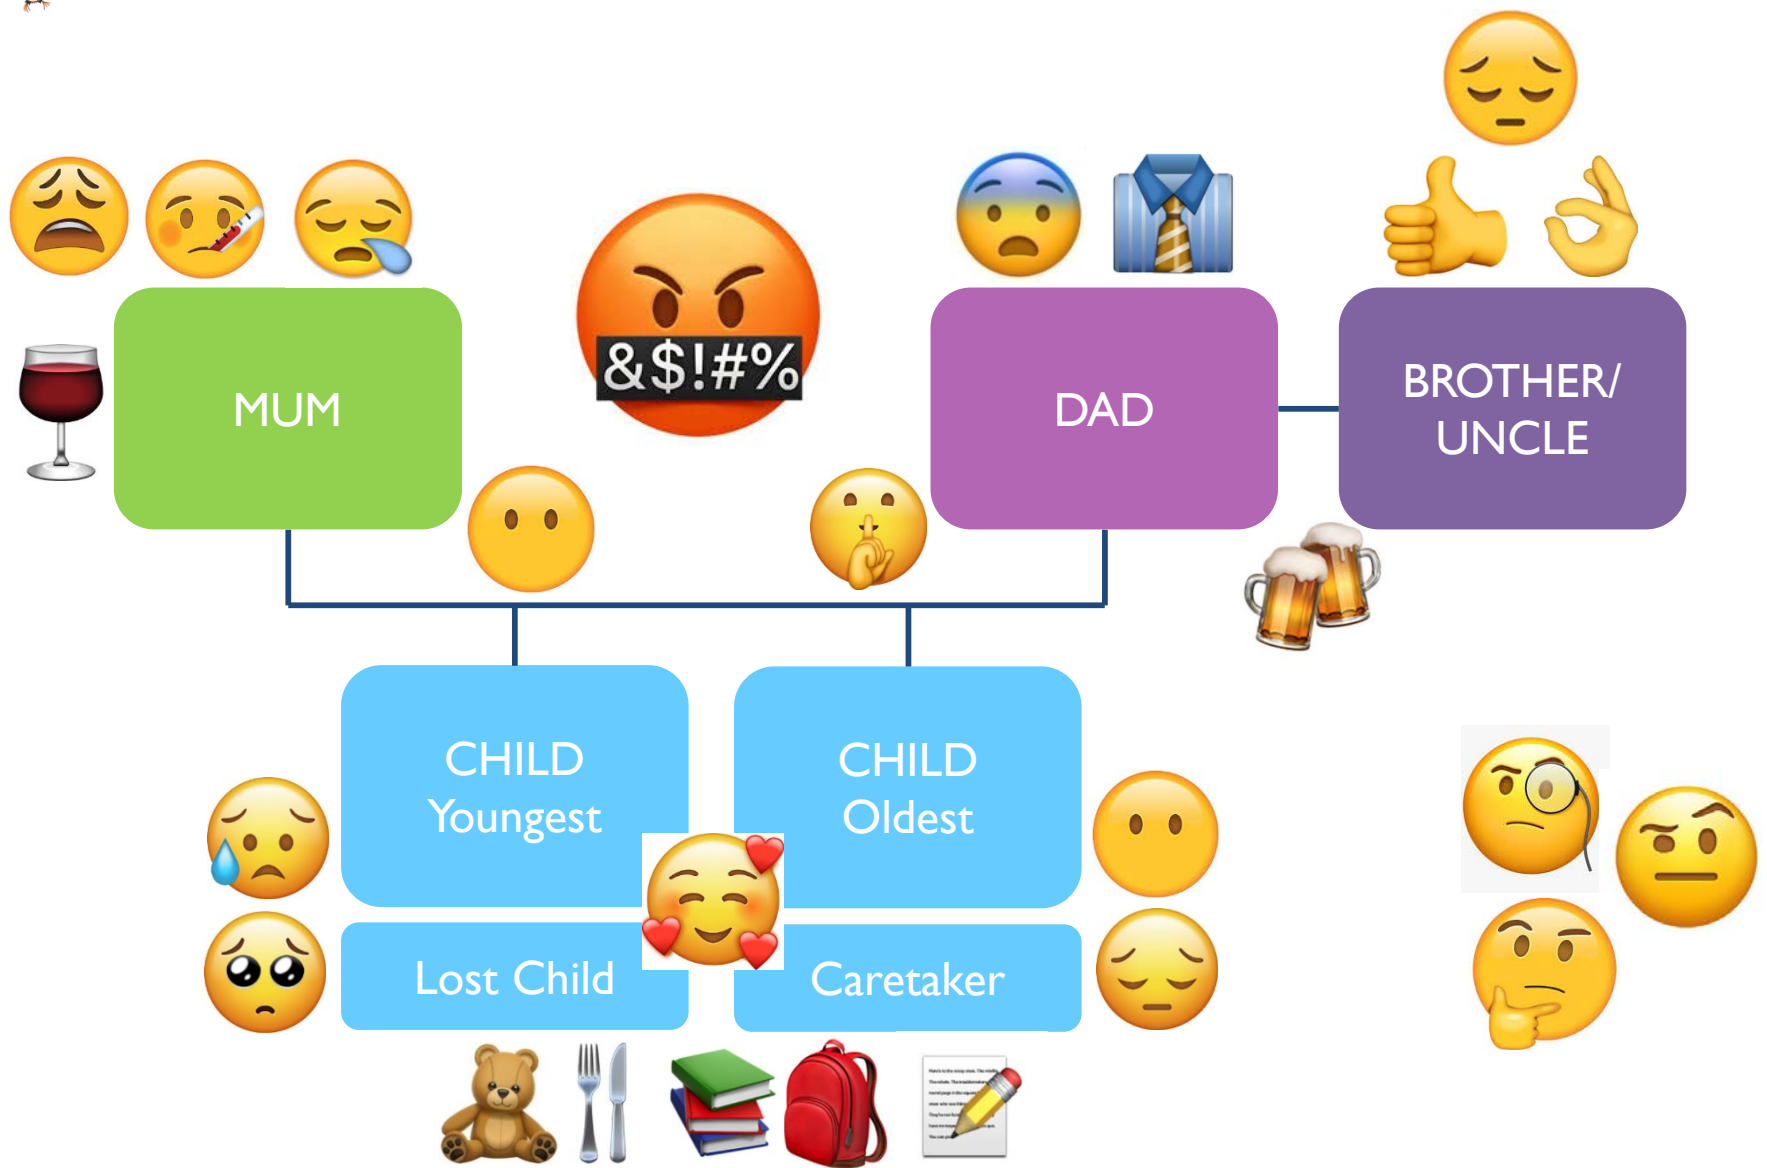 &$!#%
MUM
DAD
BROTHER/
UNCLE
CHILD
Youngest
CHILD
Oldest
Lost Child
Caretaker